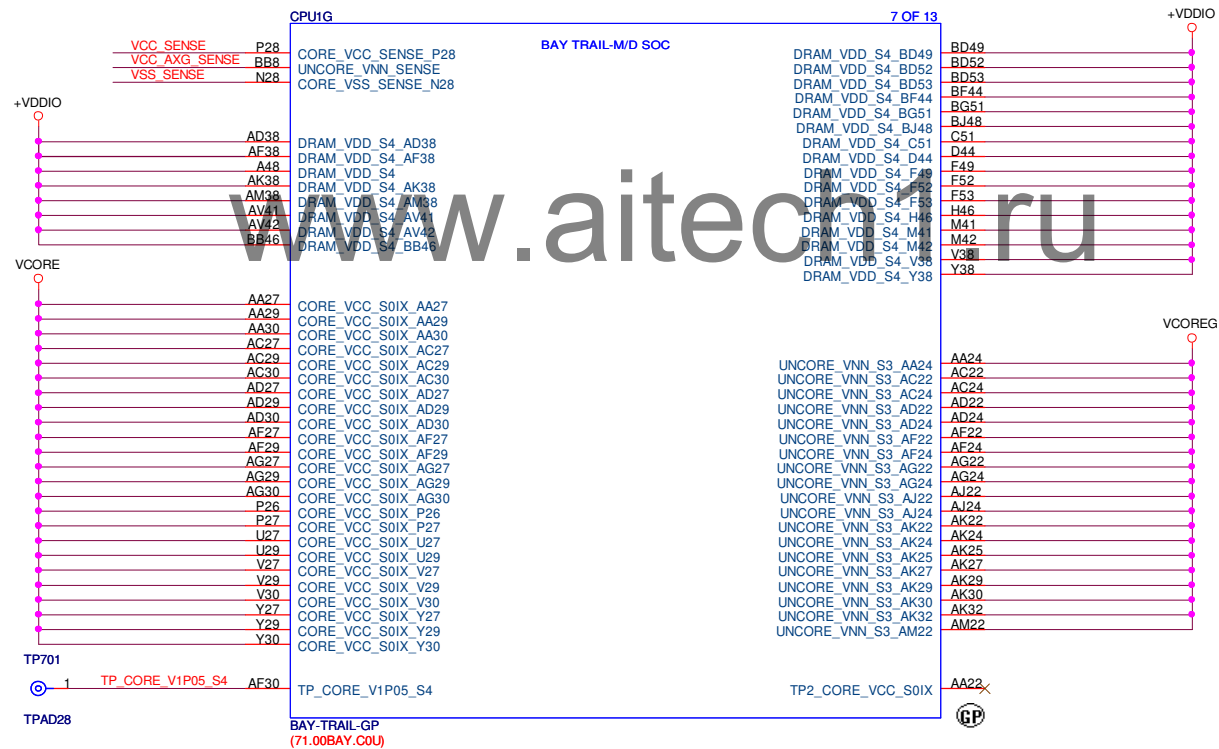 CPU1G
7 OF 13
+VDDIO
BAY TRAIL-M/D SOC
VCC_SENSE P28 CORE_VCC_SENSE_P28
VCC_AXG_SENSE BB8 UNCORE_VNN_SENSE
VSS_SENSE N28 CORE_VSS_SENSE_N28
+VDDIO
AD38 DRAM_VDD_S4_AD38
AF38 DRAM_VDD_S4_AF38
A48 DRAM_VDD_S4
AK38 DRAM_VDD_S4_AK38
AM38 DRAM_VDD_S4_AM38
AV41 DRAM_VDD_S4_AV41
AV42 DRAM_VDD_S4_AV42
BB46 DRAM_VDD_S4_BB46
DRAM_VDD_S4_BD49 BD49
DRAM_VDD_S4_BD52 BD52
DRAM_VDD_S4_BD53 BD53
DRAM_VDD_S4_BF44 BF44
DRAM_VDD_S4_BG51 BG51
DRAM_VDD_S4_BJ48 BJ48
DRAM_VDD_S4_C51 C51
DRAM_VDD_S4_D44 D44
DRAM_VDD_S4_F49 F49
DRAM_VDD_S4_F52 F52
DRAM_VDD_S4_F53 F53
DRAM_VDD_S4_H46 H46
DRAM_VDD_S4_M41 M41
DRAM_VDD_S4_M42 M42
DRAM_VDD_S4_V38 V38
DRAM_VDD_S4_Y38 Y38
www.aitech1.ru
VCORE
AA27 CORE_VCC_S0IX_AA27
AA29 CORE_VCC_S0IX_AA29
AA30 CORE_VCC_S0IX_AA30
AC27 CORE_VCC_S0IX_AC27
AC29 CORE_VCC_S0IX_AC29
AC30 CORE_VCC_S0IX_AC30
AD27 CORE_VCC_S0IX_AD27
AD29 CORE_VCC_S0IX_AD29
AD30 CORE_VCC_S0IX_AD30
AF27 CORE_VCC_S0IX_AF27
AF29 CORE_VCC_S0IX_AF29
AG27 CORE_VCC_S0IX_AG27
AG29 CORE_VCC_S0IX_AG29
AG30 CORE_VCC_S0IX_AG30
P26 CORE_VCC_S0IX_P26
P27 CORE_VCC_S0IX_P27
U27 CORE_VCC_S0IX_U27
U29 CORE_VCC_S0IX_U29
V27 CORE_VCC_S0IX_V27
V29 CORE_VCC_S0IX_V29
V30 CORE_VCC_S0IX_V30
Y27 CORE_VCC_S0IX_Y27
Y29 CORE_VCC_S0IX_Y29
Y30 CORE_VCC_S0IX_Y30
VCOREG
UNCORE_VNN_S3_AA24 AA24
UNCORE_VNN_S3_AC22 AC22
UNCORE_VNN_S3_AC24 AC24
UNCORE_VNN_S3_AD22 AD22
UNCORE_VNN_S3_AD24 AD24
UNCORE_VNN_S3_AF22 AF22
UNCORE_VNN_S3_AF24 AF24
UNCORE_VNN_S3_AG22 AG22
UNCORE_VNN_S3_AG24 AG24
UNCORE_VNN_S3_AJ22 AJ22
UNCORE_VNN_S3_AJ24 AJ24
UNCORE_VNN_S3_AK22 AK22
UNCORE_VNN_S3_AK24 AK24
UNCORE_VNN_S3_AK25 AK25
UNCORE_VNN_S3_AK27 AK27
UNCORE_VNN_S3_AK29 AK29
UNCORE_VNN_S3_AK30 AK30
UNCORE_VNN_S3_AK32 AK32
UNCORE_VNN_S3_AM22 AM22
TP701
1 TP_CORE_V1P05_S4 AF30 TP_CORE_V1P05_S4
TP2_CORE_VCC_S0IX AA22
TPAD28
GP
BAY-TRAIL-GP
(71.00BAY.C0U)